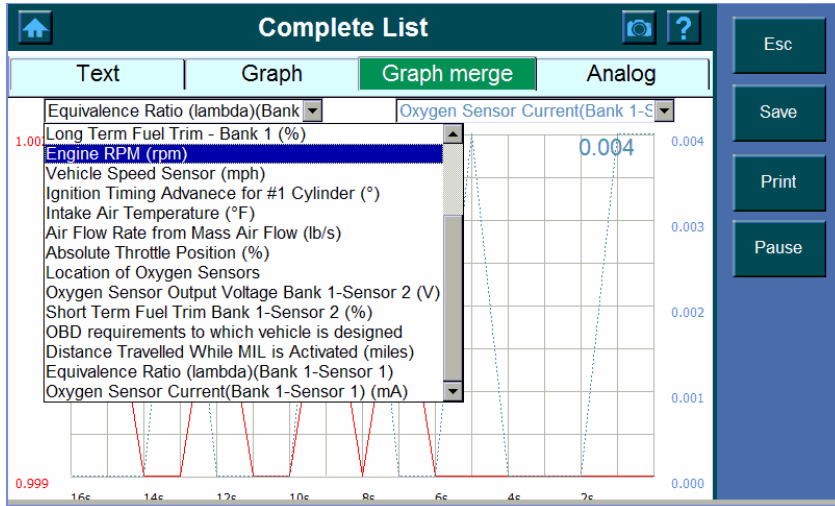 Complete List
?
Esc
Text Graph Graph merge Analog
Equivalence Ratio (lambda)(Bank
Oxygen Sensor Current(Bank 1-S
Save
Long Term Fuel Trim - Bank 1 (%)
Engine RPM (rpm)
Vehicle Speed Sensor (mph)
Ignition Timing Advanece for #1 Cylinder (°)
Intake Air Temperature (°F)
Air Flow Rate from Mass Air Flow (lb/s)
Absolute Throttle Position (%)
Location of Oxygen Sensors
Oxygen Sensor Output Voltage Bank 1-Sensor 2 (V)
Short Term Fuel Trim Bank 1-Sensor 2 (%)
OBD requirements to which vehicle is designed
Distance Travelled While MIL is Activated (miles)
Equivalence Ratio (lambda)(Bank 1-Sensor 1)
Oxygen Sensor Current(Bank 1-Sensor 1) (mA)
0.004
0.004
0.003
0.002
0.001
0.000
0.999
16s 14s 12s 10s 8s 6s 4s 2s
Print
Pause